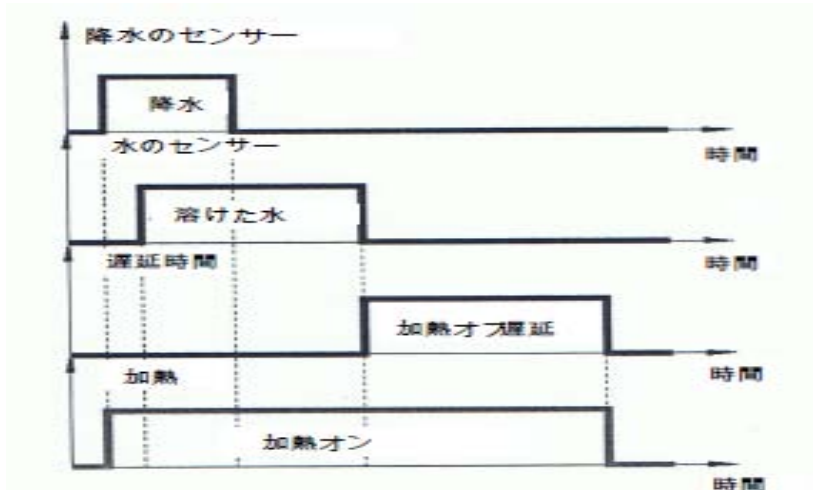 降水のセンサー
降水
時間
水のセンサー
溶けた水
時間
遅延時間
加熱オフ遅延
時間
加熱
加熱オン
時間